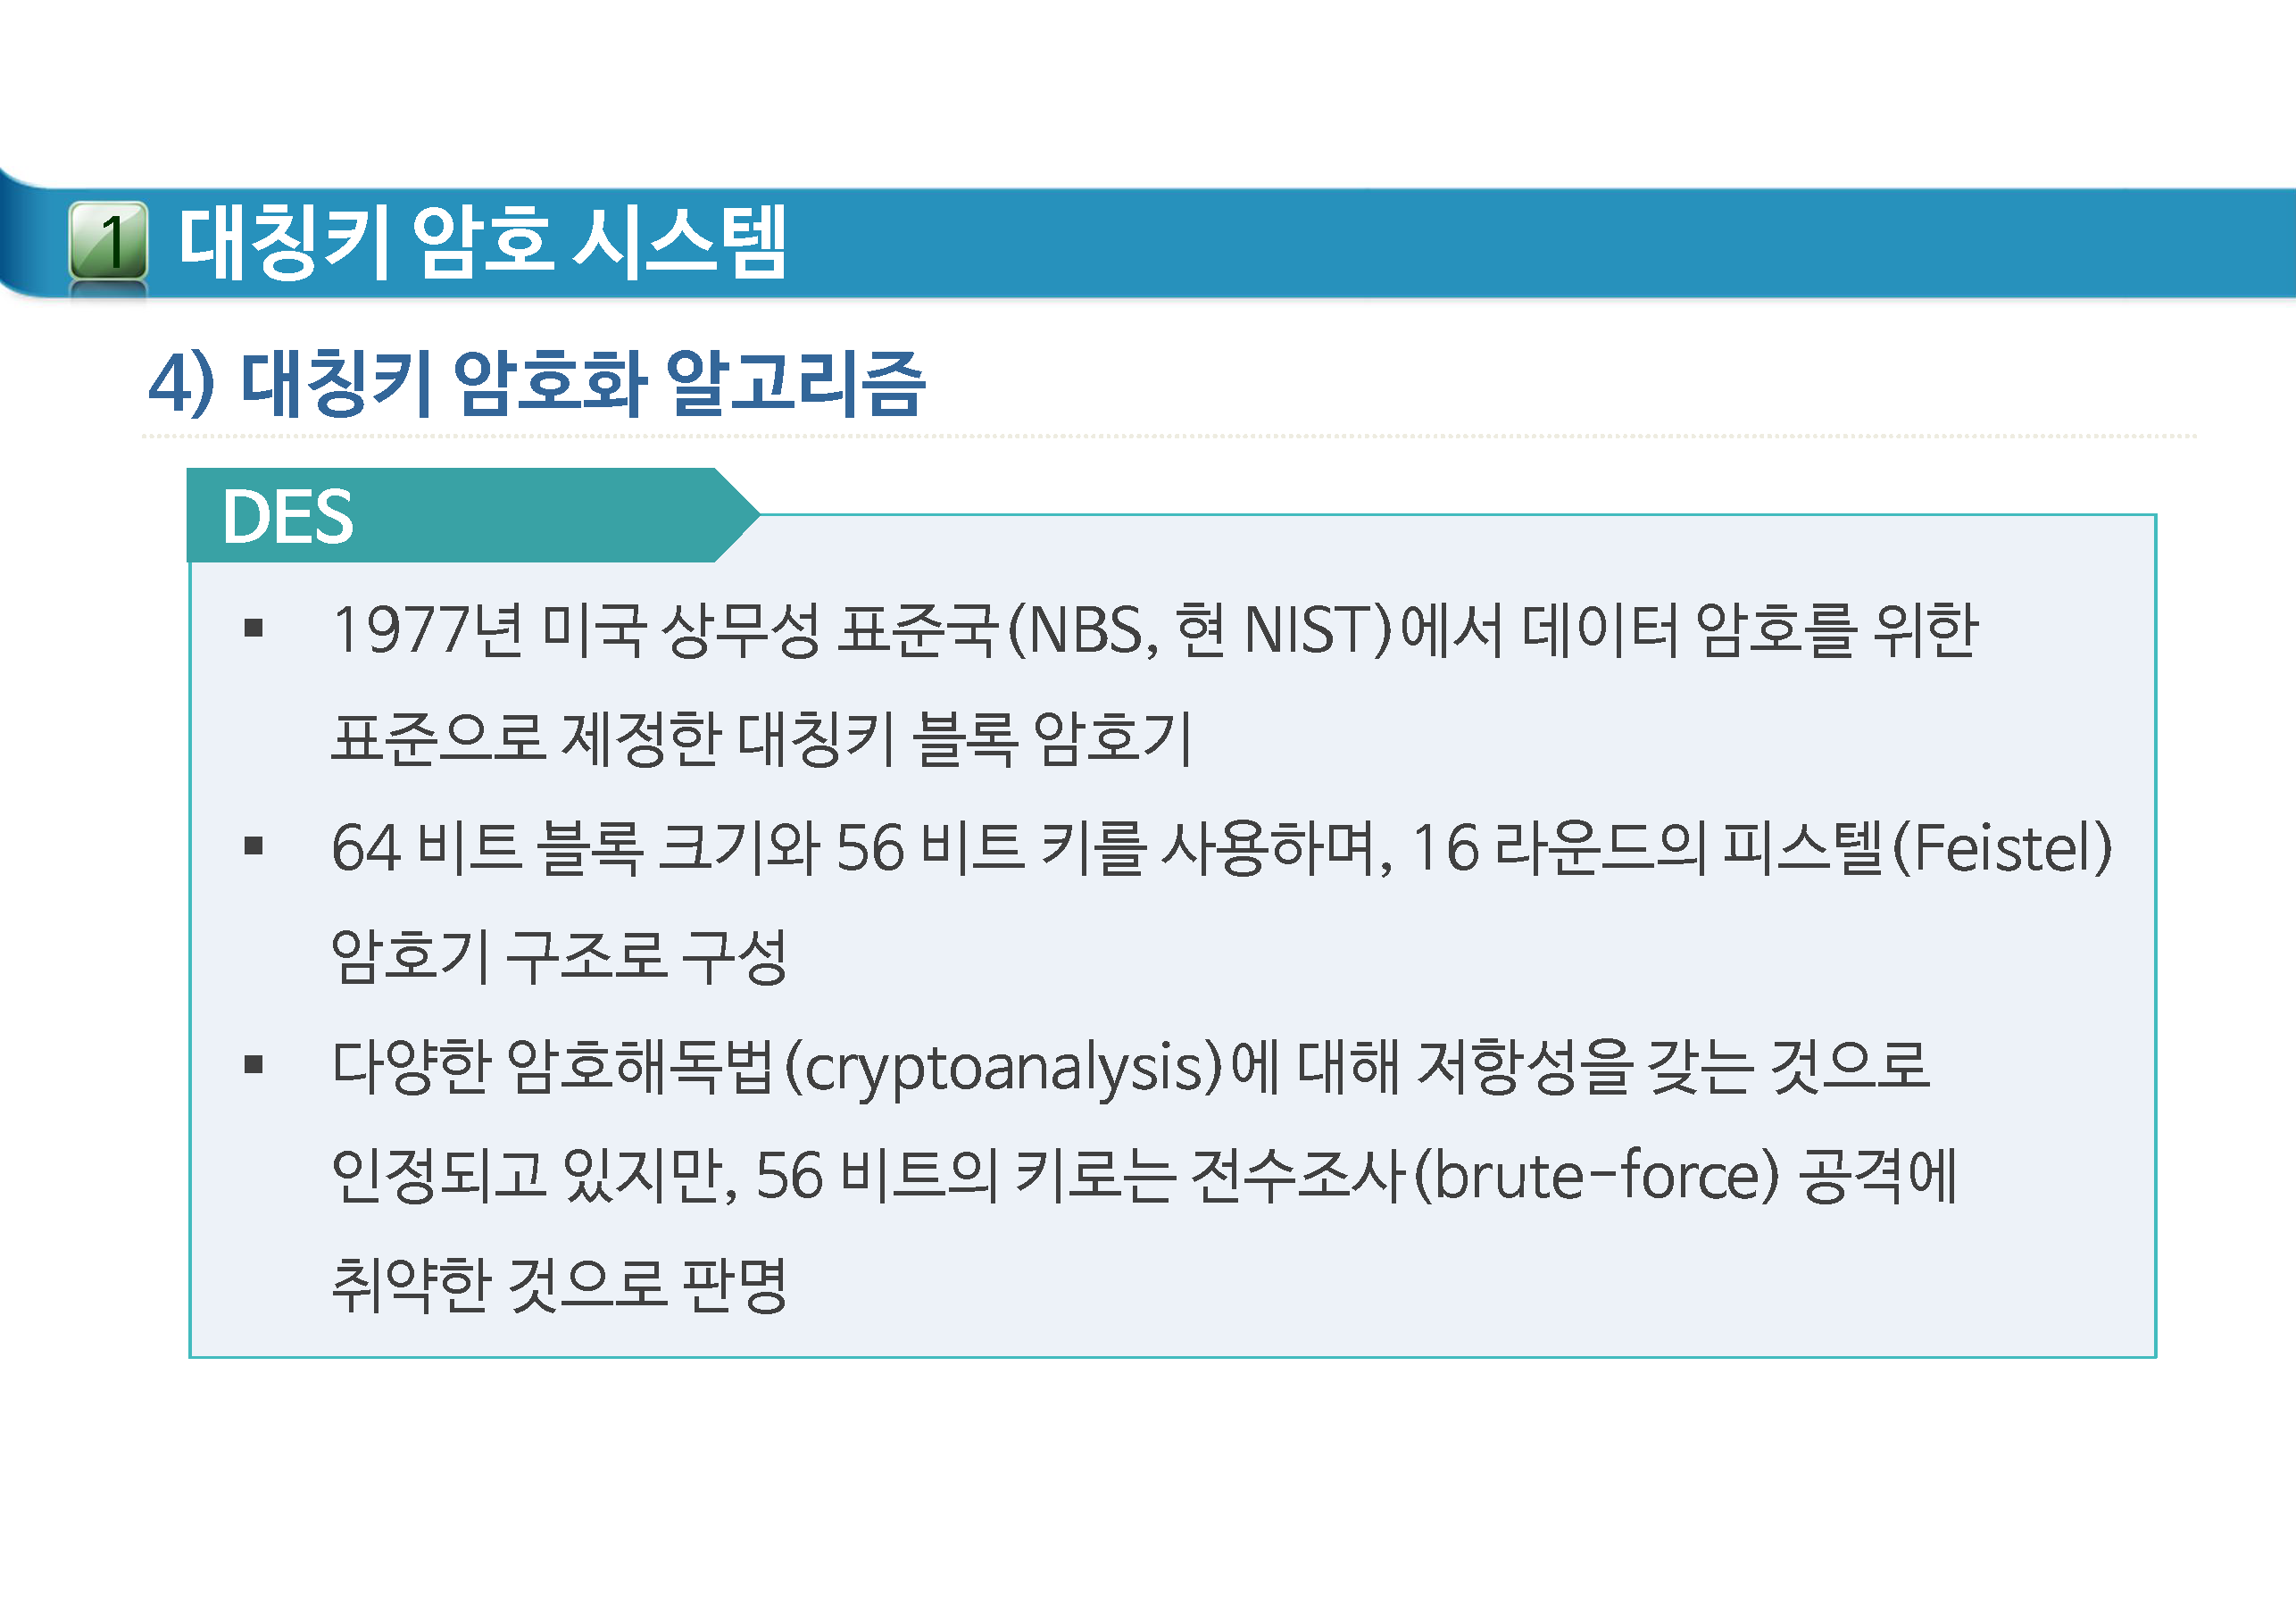 1 대칭키 암호 시스템
4) 대칭키 암호화 알고리즘
DES
▪ 1977년 미국 상무성 표준국(NBS, 현 NIST)에서 데이터 암호를 위한
표준으로 제정한 대칭키 블록 암호기
▪ 64 비트 블록 크기와 56 비트 키를 사용하며, 16 라운드의 피스텔(Feistel)
암호기 구조로 구성
▪ 다양한 암호해독법(cryptoanalysis)에 대해 저항성을 갖는 것으로
인정되고 있지만, 56 비트의 키로는 전수조사(brute-force) 공격에
취약한 것으로 판명